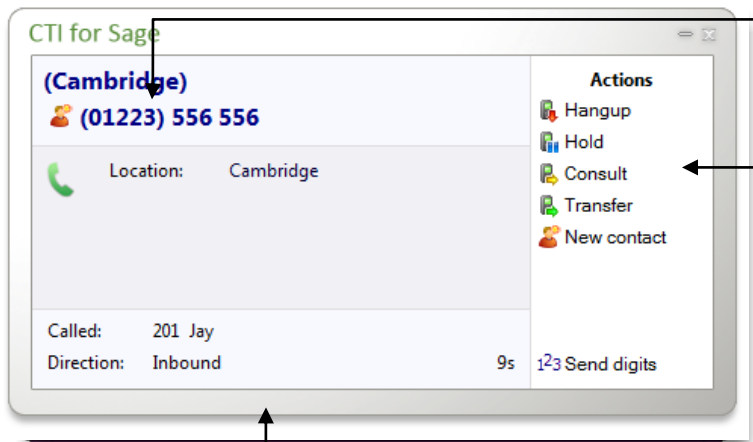 CTI for Sage
(Cambridge)
(01223) 556 556
Location: Cambridge
Called: 201 Jay
Direction: Inbound 9s
Actions
Hangup
Hold
Consult
Transfer
New contact
123 Send digits